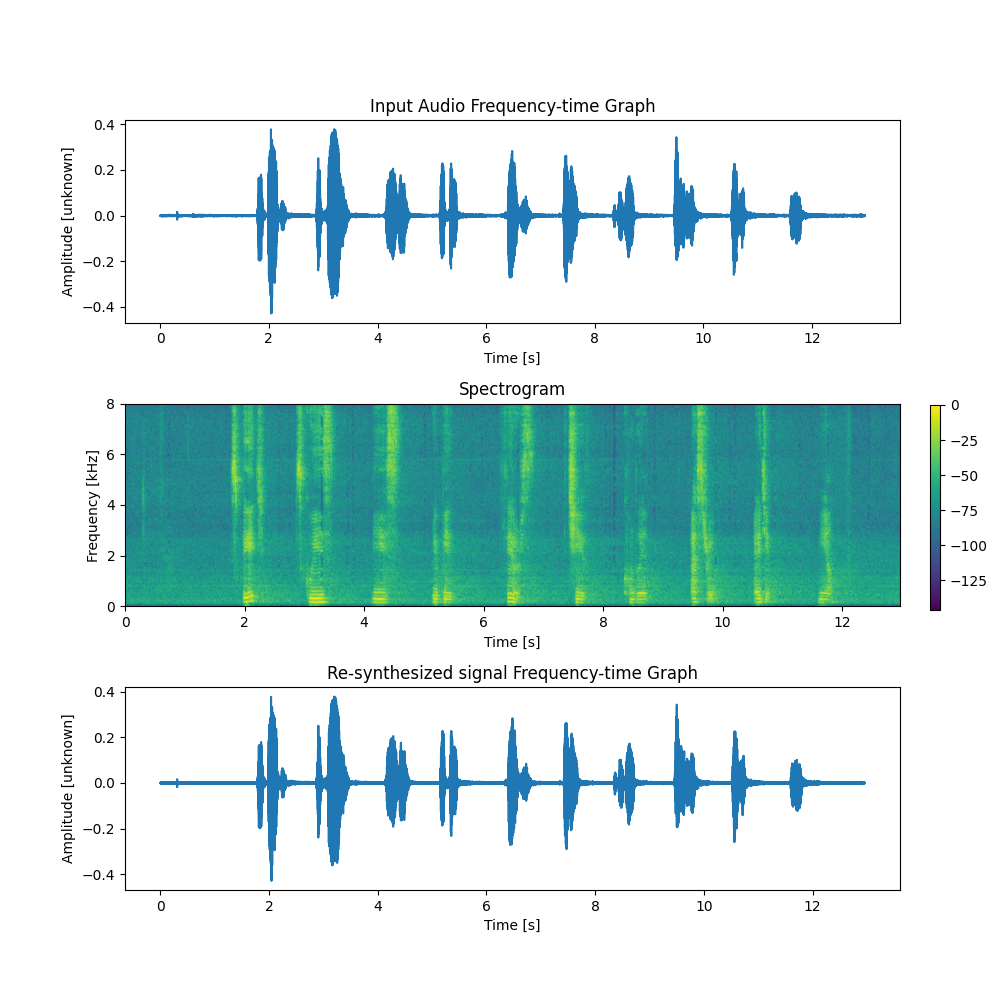 Input Audio Frequency-time Graph
0.4
0.2
0.0
−0.2
−0.4
Amplitude [unknown]
0 2 4 6 8 10 12
Time [s]
Spectrogram
8
6
4
2
0
Frequency [kHz]
0 2 4 6 8 10 12
Time [s]
0
−25
−50
−75
−100
−125
Re-synthesized signal Frequency-time Graph
0.4
0.2
0.0
−0.2
−0.4
Amplitude [unknown]
0 2 4 6 8 10 12
Time [s]